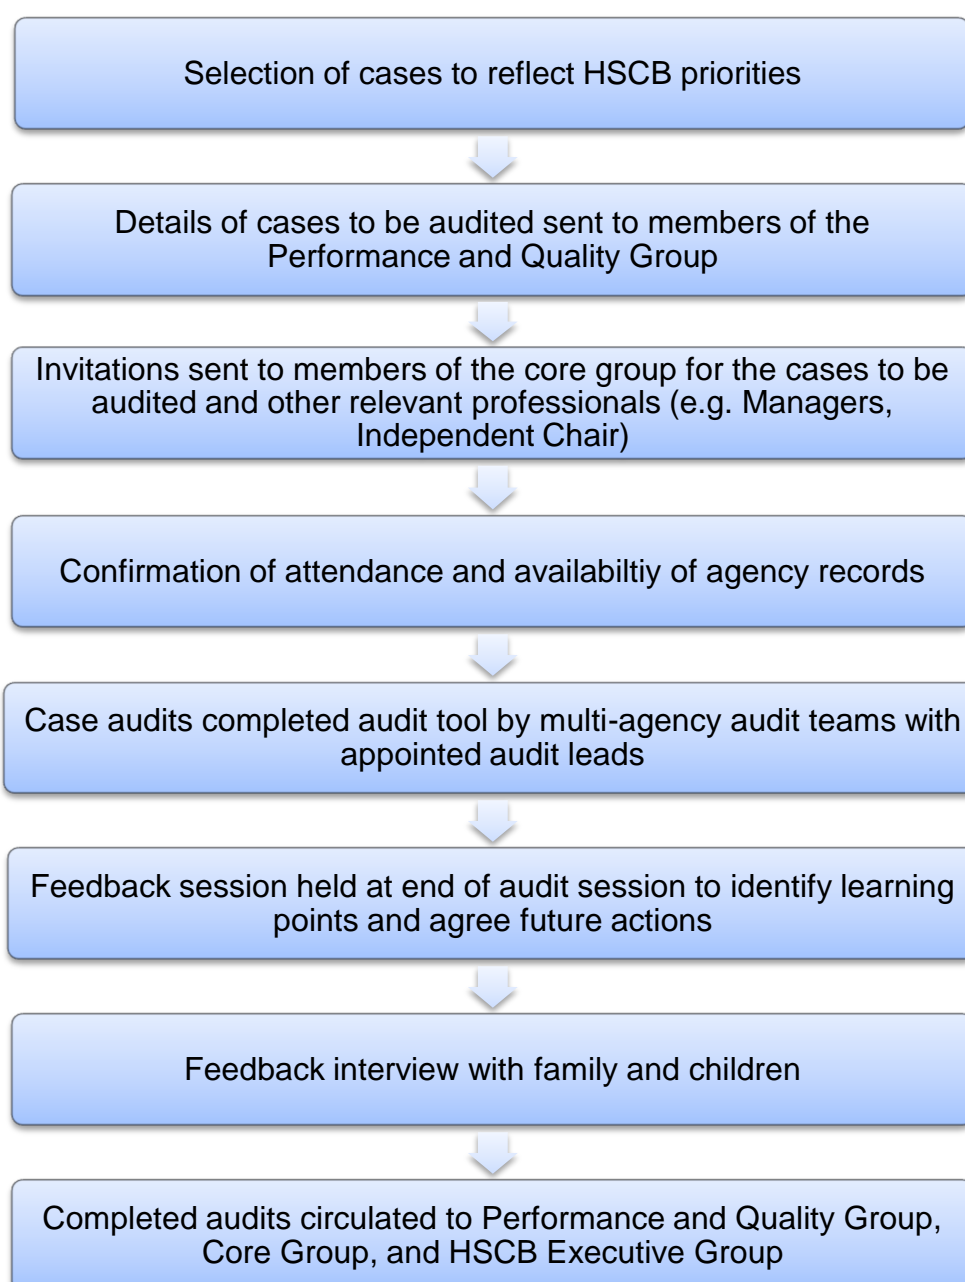 Selection of cases to reflect HSCB priorities
Details of cases to be audited sent to members of the
Performance and Quality Group
Invitations sent to members of the core group for the cases to be
audited and other relevant professionals (e.g. Managers,
Independent Chair)
Confirmation of attendance and availabiltiy of agency records
Case audits completed audit tool by multi-agency audit teams with
appointed audit leads
Feedback session held at end of audit session to identify learning
points and agree future actions
Feedback interview with family and children
Completed audits circulated to Performance and Quality Group,
Core Group, and HSCB Executive Group